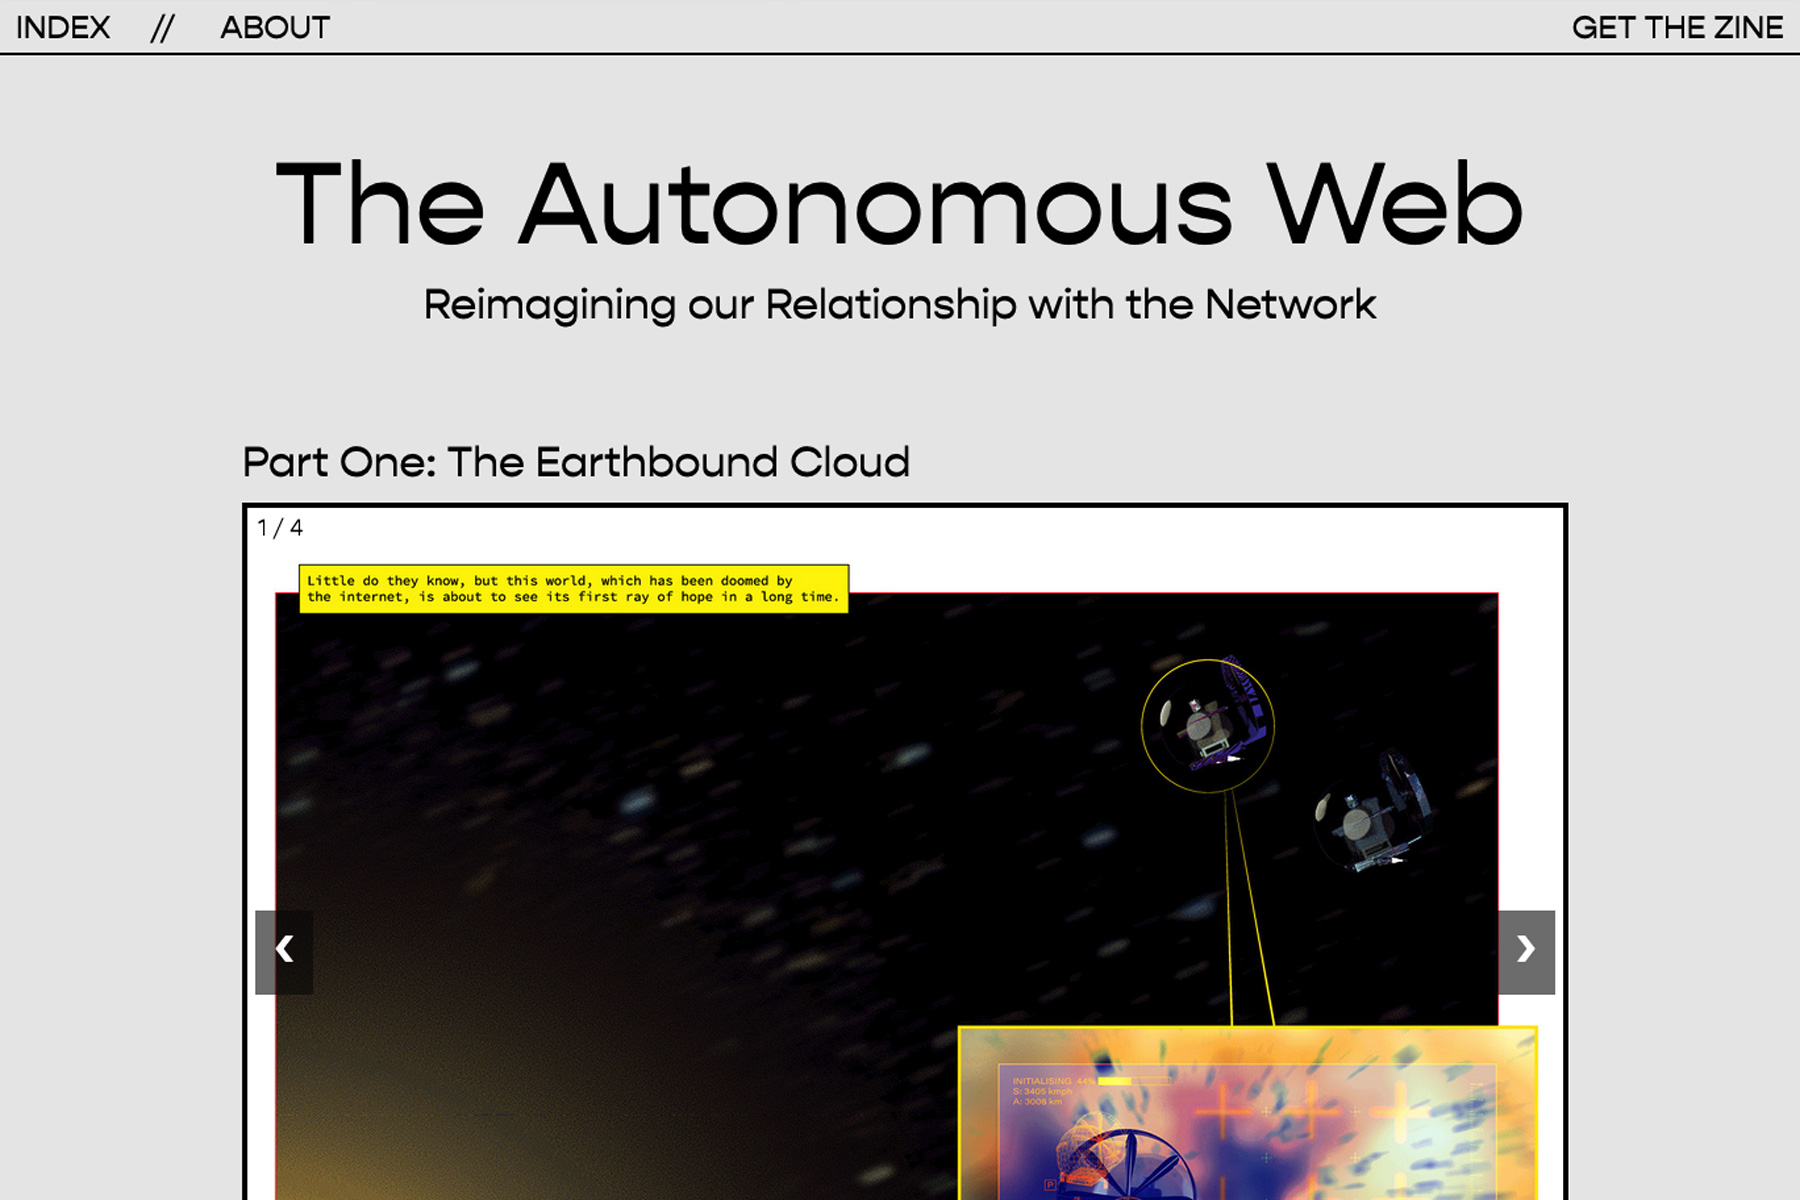 INDEX // ABOUT GET THE ZINE
The Autonomous Web
Reimagining our Relationship with the Network
Part One: The Earthbound Cloud
1 / 4
Little do they know, but this world, which has been doomed by
the internet, is about to see its first ray of hope in a long time.
‹ ›
INITIALISING 44%
S: 3405 kmph
A: 3008 km
P